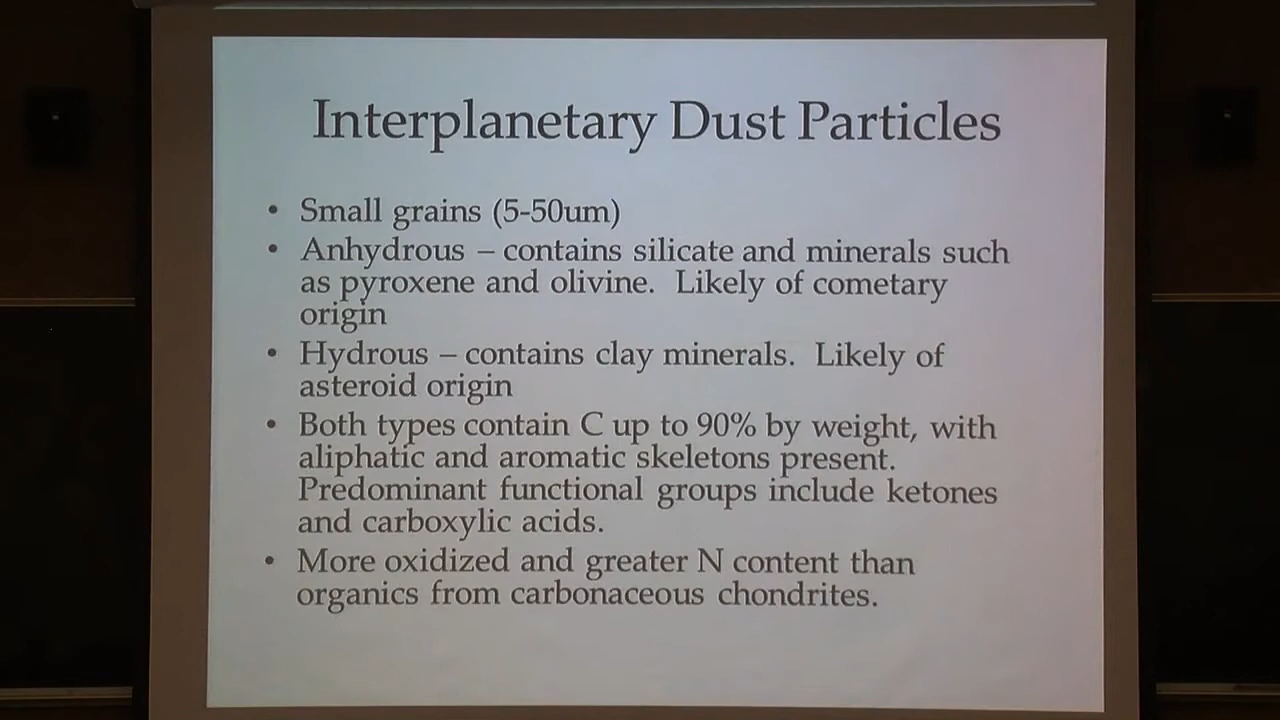 Interplanetary Dust Particles
• Small grains (5-50um)
• Anhydrous – contains silicate and minerals such
as pyroxene and olivine. Likely of cometary
origin
• Hydrous – contains clay minerals. Likely of
asteroid origin
• Both types contain C up to 90% by weight, with
aliphatic and aromatic skeletons present.
Predominant functional groups include ketones
and carboxylic acids.
• More oxidized and greater N content than
organics from carbonaceous chondrites.